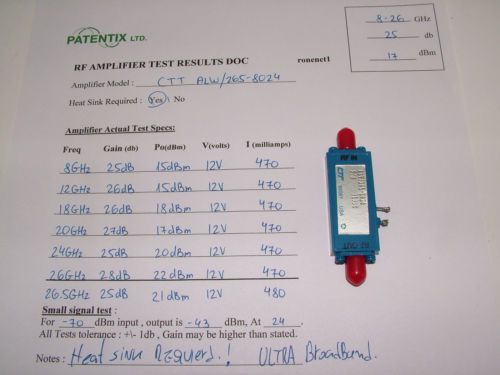 PATENTIX LTD.
8-26 GHz
25 db
17 dBm
RF AMPLIFIER TEST RESULTS DOC
ronenct1
Amplifier Model : CTT ALW/265-8024
Heat Sink Required : Yes / No
Amplifier Actual Test Specs:
Freq Gain (db) Po(dBm) V(volts) I (milliamps)
8GHz 25dB 15dBm 12V 470
12GHz 26dB 15dBm 12V 470
18GHz 26dB 18dBm 12V 470
20GHz 27dB 17dBm 12V 470
24GHz 25dB 20dBm 12V 470
26GHz 28dB 22dBm 12V 470
26.5GHz 25dB 21dBm 12V 480
Small signal test :
For -70 dBm input , output is -43 dBm, At 24 .
All Tests tolerance : +\- 1db , Gain may be higher than stated.
Notes : Heat sink Requierd.! ULTRA BroadBand.
RF IN
CTT
USA
RF OUT